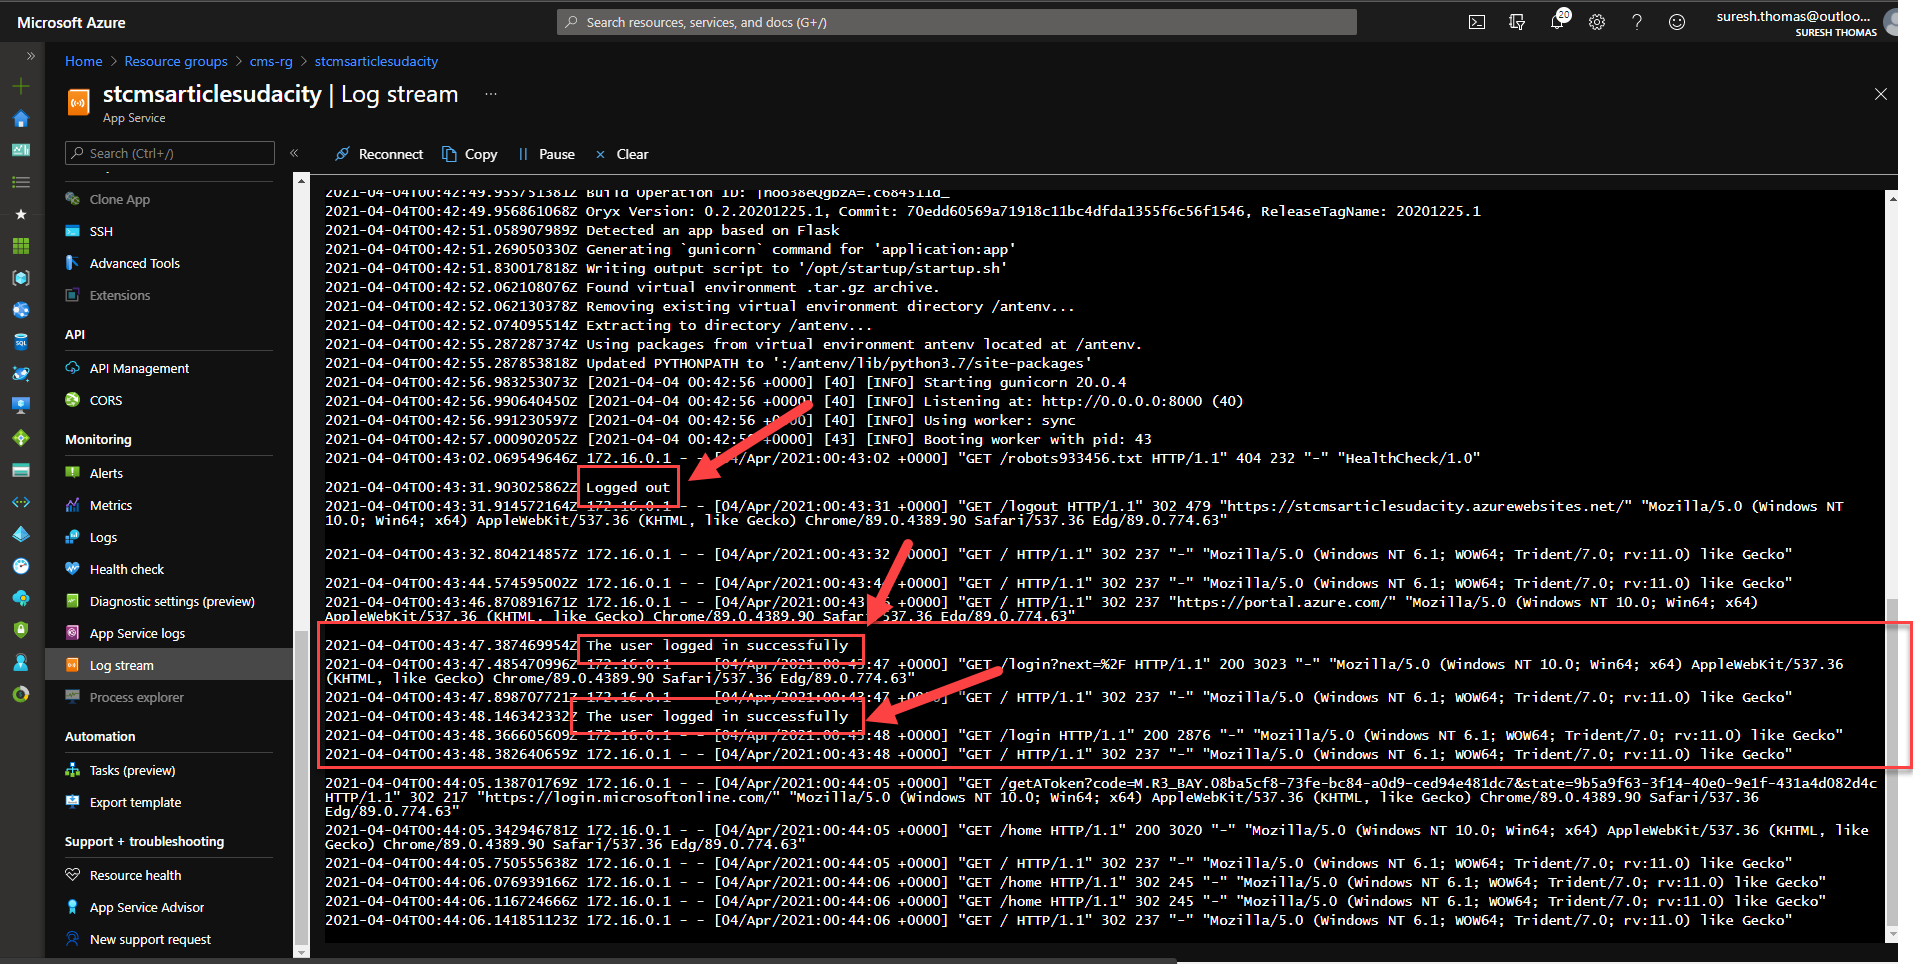 Microsoft Azure
Search resources, services, and docs (G+/)
20
suresh.thomas@outloo...
SURESH THOMAS
Home > Resource groups > cms-rg > stcmsarticlesudacity
stcmsarticlesudacity | Log stream ...
App Service
Search (Ctrl+/)
Reconnect Copy Pause Clear
Clone App
SSH
Advanced Tools
Extensions
API
API Management
CORS
Monitoring
Alerts
Metrics
Logs
Health check
Diagnostic settings (preview)
App Service logs
Log stream
Process explorer
Automation
Tasks (preview)
Export template
Support + troubleshooting
Resource health
App Service Advisor
New support request
2021-04-04T00:42:49.955751381Z Build Operation ID: |hoo38eQgbzA=.c684511d_
2021-04-04T00:42:49.956861068Z Oryx Version: 0.2.20201225.1, Commit: 70edd60569a71918c11bc4dfda1355f6c56f1546, ReleaseTagName: 20201225.1
2021-04-04T00:42:51.058907989Z Detected an app based on Flask
2021-04-04T00:42:51.269050330Z Generating `gunicorn` command for 'application:app'
2021-04-04T00:42:51.830017818Z Writing output script to '/opt/startup/startup.sh'
2021-04-04T00:42:52.062108076Z Found virtual environment .tar.gz archive.
2021-04-04T00:42:52.062130378Z Removing existing virtual environment directory /antenv...
2021-04-04T00:42:52.074095514Z Extracting to directory /antenv...
2021-04-04T00:42:55.287287374Z Using packages from virtual environment antenv located at /antenv.
2021-04-04T00:42:55.287853818Z Updated PYTHONPATH to ':/antenv/lib/python3.7/site-packages'
2021-04-04T00:42:56.983253073Z [2021-04-04 00:42:56 +0000] [40] [INFO] Starting gunicorn 20.0.4
2021-04-04T00:42:56.990640450Z [2021-04-04 00:42:56 +0000] [40] [INFO] Listening at: http://0.0.0.0:8000 (40)
2021-04-04T00:42:56.991230597Z [2021-04-04 00:42:56 +0000] [40] [INFO] Using worker: sync
2021-04-04T00:42:57.000902052Z [2021-04-04 00:42:56 +0000] [43] [INFO] Booting worker with pid: 43
2021-04-04T00:43:02.069549646Z 172.16.0.1 - - [04/Apr/2021:00:43:02 +0000] "GET /robots933456.txt HTTP/1.1" 404 232 "-" "HealthCheck/1.0"
2021-04-04T00:43:31.903025862Z Logged out
2021-04-04T00:43:31.914572164Z 172.16.0.1 - - [04/Apr/2021:00:43:31 +0000] "GET /logout HTTP/1.1" 302 479 "https://stcmsarticlesudacity.azurewebsites.net/" "Mozilla/5.0 (Windows NT
10.0; Win64; x64) AppleWebKit/537.36 (KHTML, like Gecko) Chrome/89.0.4389.90 Safari/537.36 Edg/89.0.774.63"
2021-04-04T00:43:32.804214857Z 172.16.0.1 - - [04/Apr/2021:00:43:32 +0000] "GET / HTTP/1.1" 302 237 "-" "Mozilla/5.0 (Windows NT 6.1; WOW64; Trident/7.0; rv:11.0) like Gecko"
2021-04-04T00:43:44.574595002Z 172.16.0.1 - - [04/Apr/2021:00:43:44 +0000] "GET / HTTP/1.1" 302 237 "-" "Mozilla/5.0 (Windows NT 6.1; WOW64; Trident/7.0; rv:11.0) like Gecko"
2021-04-04T00:43:46.870891671Z 172.16.0.1 - - [04/Apr/2021:00:43:46 +0000] "GET / HTTP/1.1" 302 237 "https://portal.azure.com/" "Mozilla/5.0 (Windows NT 10.0; Win64; x64)
AppleWebKit/537.36 (KHTML, like Gecko) Chrome/89.0.4389.90 Safari/537.36 Edg/89.0.774.63"
2021-04-04T00:43:47.387469954Z The user logged in successfully
2021-04-04T00:43:47.485470996Z 172.16.0.1 - - [04/Apr/2021:00:43:47 +0000] "GET /login?next=%2F HTTP/1.1" 200 3023 "-" "Mozilla/5.0 (Windows NT 10.0; Win64; x64) AppleWebKit/537.36
(KHTML, like Gecko) Chrome/89.0.4389.90 Safari/537.36 Edg/89.0.774.63"
2021-04-04T00:43:47.898707721Z 172.16.0.1 - - [04/Apr/2021:00:43:47 +0000] "GET / HTTP/1.1" 302 237 "-" "Mozilla/5.0 (Windows NT 6.1; WOW64; Trident/7.0; rv:11.0) like Gecko"
2021-04-04T00:43:48.146342332Z The user logged in successfully
2021-04-04T00:43:48.366605609Z 172.16.0.1 - - [04/Apr/2021:00:43:48 +0000] "GET /login HTTP/1.1" 200 2876 "-" "Mozilla/5.0 (Windows NT 6.1; WOW64; Trident/7.0; rv:11.0) like Gecko"
2021-04-04T00:43:48.382640659Z 172.16.0.1 - - [04/Apr/2021:00:43:48 +0000] "GET / HTTP/1.1" 302 237 "-" "Mozilla/5.0 (Windows NT 6.1; WOW64; Trident/7.0; rv:11.0) like Gecko"
2021-04-04T00:44:05.138701769Z 172.16.0.1 - - [04/Apr/2021:00:44:05 +0000] "GET /getAToken?code=M.R3_BAY.08ba5cf8-73fe-bc84-a0d9-ced94e481dc7&state=9b5a9f63-3f14-40e0-9e1f-431a4d082d4c
HTTP/1.1" 302 217 "https://login.microsoftonline.com/" "Mozilla/5.0 (Windows NT 10.0; Win64; x64) AppleWebKit/537.36 (KHTML, like Gecko) Chrome/89.0.4389.90 Safari/537.36
Edg/89.0.774.63"
2021-04-04T00:44:05.342946781Z 172.16.0.1 - - [04/Apr/2021:00:44:05 +0000] "GET /home HTTP/1.1" 200 3020 "-" "Mozilla/5.0 (Windows NT 10.0; Win64; x64) AppleWebKit/537.36 (KHTML, like
Gecko) Chrome/89.0.4389.90 Safari/537.36 Edg/89.0.774.63"
2021-04-04T00:44:05.750555638Z 172.16.0.1 - - [04/Apr/2021:00:44:05 +0000] "GET / HTTP/1.1" 302 237 "-" "Mozilla/5.0 (Windows NT 6.1; WOW64; Trident/7.0; rv:11.0) like Gecko"
2021-04-04T00:44:06.076939166Z 172.16.0.1 - - [04/Apr/2021:00:44:06 +0000] "GET /home HTTP/1.1" 302 245 "-" "Mozilla/5.0 (Windows NT 6.1; WOW64; Trident/7.0; rv:11.0) like Gecko"
2021-04-04T00:44:06.116724666Z 172.16.0.1 - - [04/Apr/2021:00:44:06 +0000] "GET /home HTTP/1.1" 302 245 "-" "Mozilla/5.0 (Windows NT 6.1; WOW64; Trident/7.0; rv:11.0) like Gecko"
2021-04-04T00:44:06.141851123Z 172.16.0.1 - - [04/Apr/2021:00:44:06 +0000] "GET / HTTP/1.1" 302 237 "-" "Mozilla/5.0 (Windows NT 6.1; WOW64; Trident/7.0; rv:11.0) like Gecko"